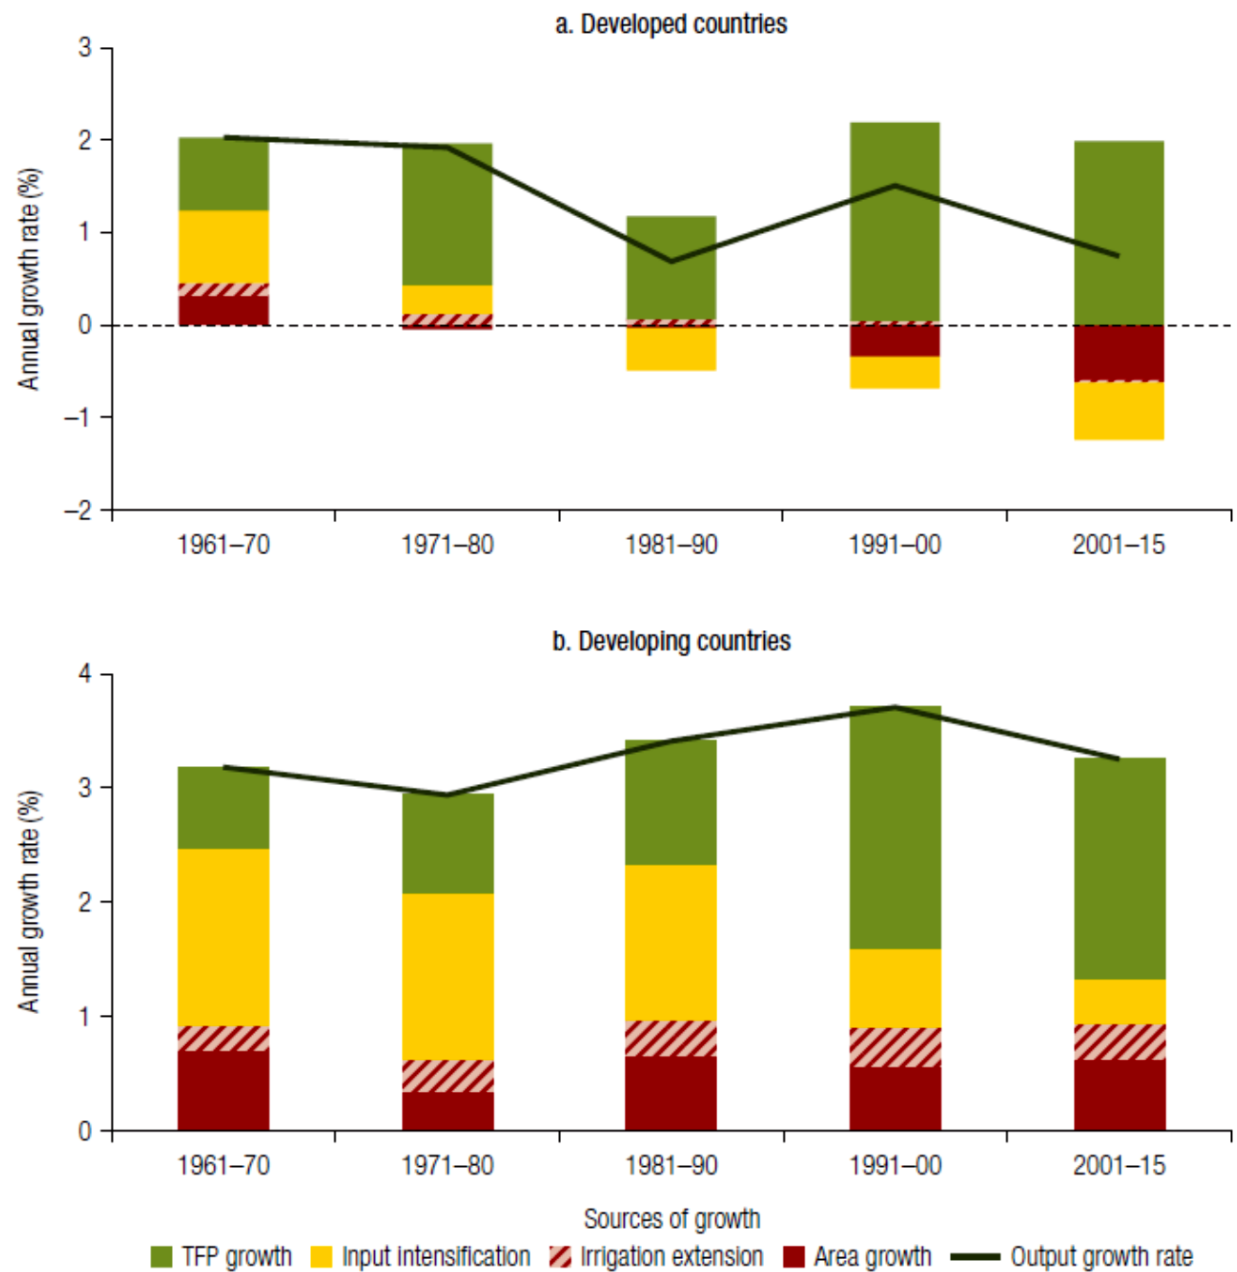 a. Developed countries
Annual growth rate (%)
3
2
1
0
–1
–2
1961–70 1971–80 1981–90 1991–00 2001–15
b. Developing countries
Annual growth rate (%)
4
3
2
1
0
1961–70 1971–80 1981–90 1991–00 2001–15
Sources of growth
TFP growth Input intensification Irrigation extension Area growth Output growth rate